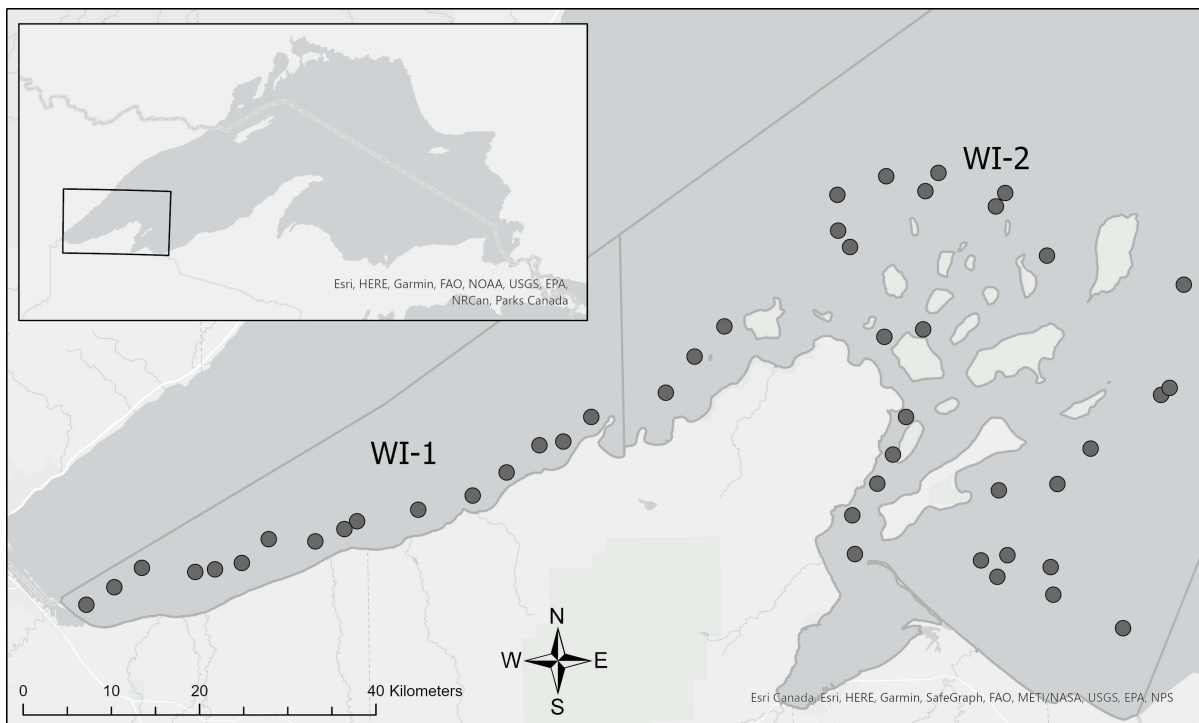 Esri, HERE, Garmin, FAO, NOAA, USGS, EPA,
NRCan, Parks Canada
WI-2
WI-1
N
W E
S
0 10 20 40 Kilometers
Esri Canada, Esri, HERE, Garmin, SafeGraph, FAO, METI/NASA, USGS, EPA, NPS